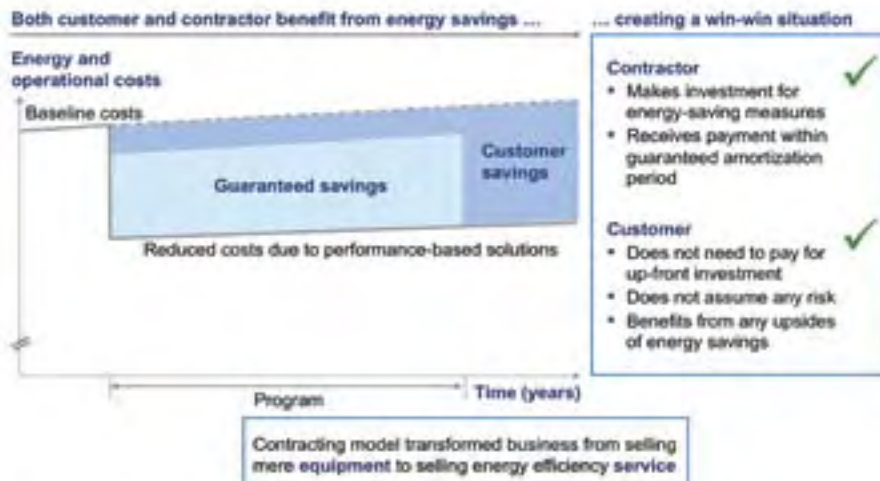 Both customer and contractor benefit from energy savings ...
... creating a win-win situation
Energy and
operational costs
Baseline costs
Guaranteed savings
Customer
savings
Reduced costs due to performance-based solutions
Program
Time (years)
Contractor
• Makes investment for
energy-saving measures
• Receives payment within
guaranteed amortization
period
Customer
• Does not need to pay for
up-front investment
• Does not assume any risk
• Benefits from any upsides
of energy savings
Contracting model transformed business from selling
mere equipment to selling energy efficiency service